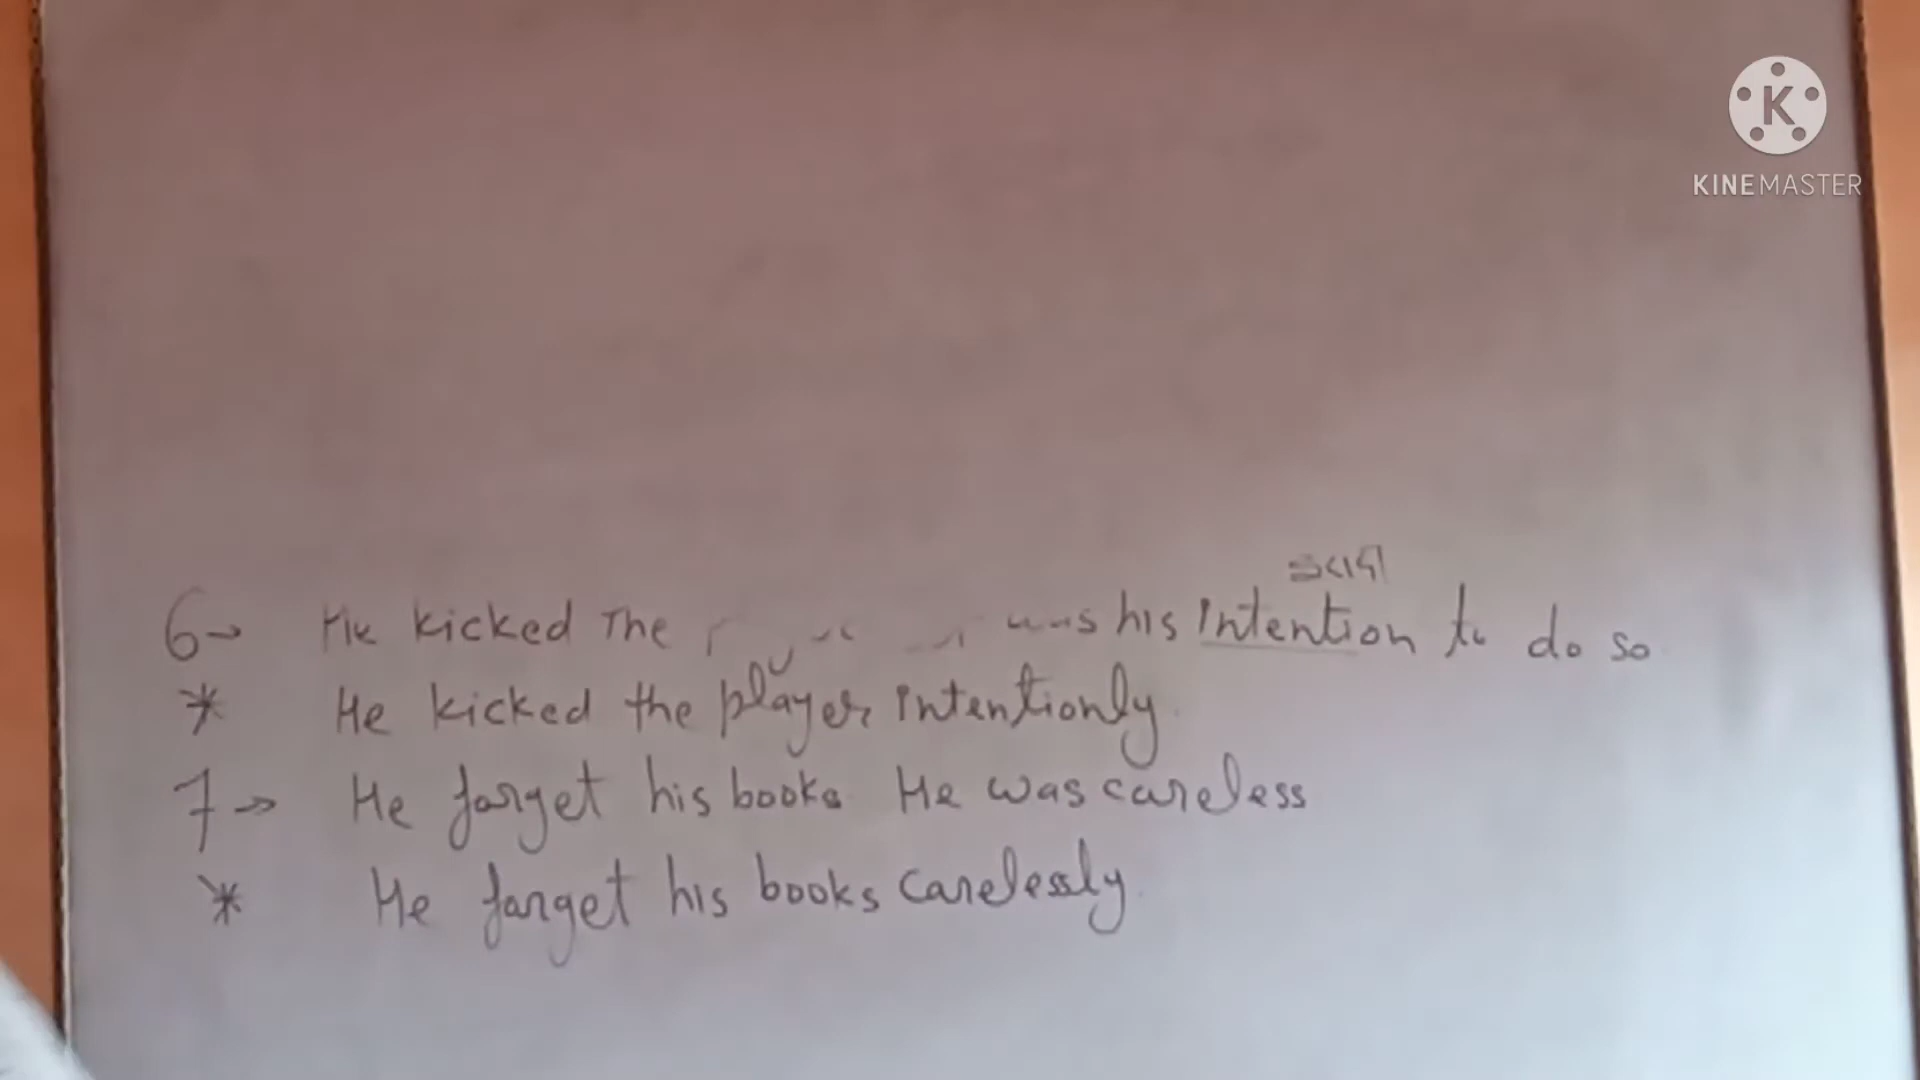 KINEMASTER
इरादा
6→ He kicked The was his Intention to do so
* He kicked the player intentionly.
7→ He forget his books He was careless
* He forget his books carelessly.